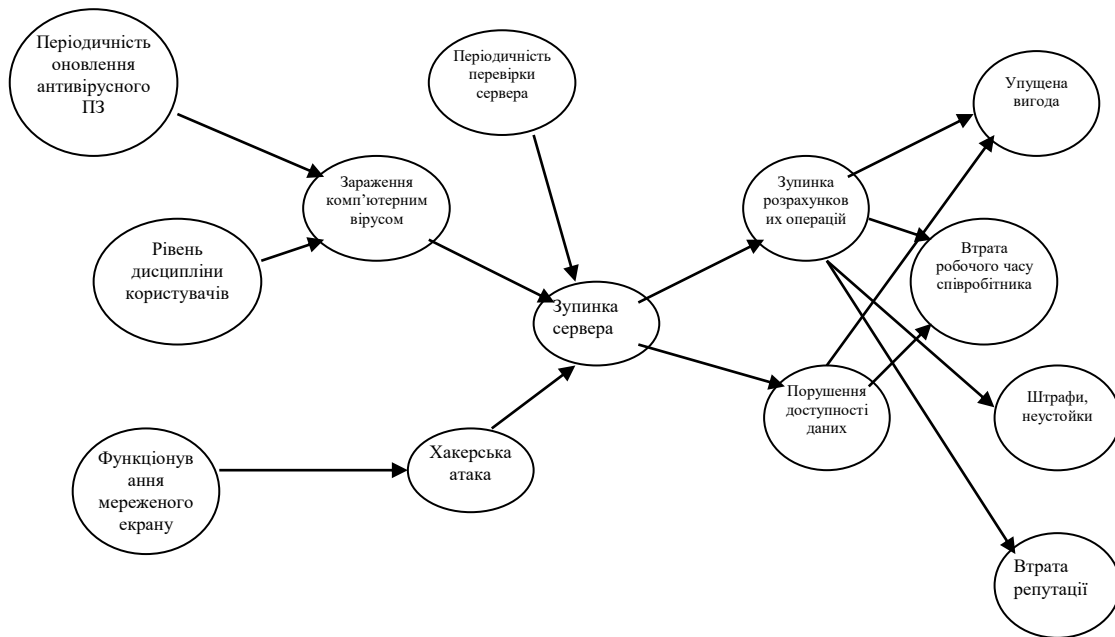 Періодичність
оновлення
антивірусного
ПЗ
Періодичність
перевірки
сервера
Упущена
вигода
Зараження
комп’ютерним
вірусом
Зупинка
розрахунков
их операцій
Рівень
дисципліни
користувачів
Втрата
робочого часу
співробітника
Зупинка
сервера
Порушення
доступності
даних
Штрафи,
неустойки
Функціонув
ання
мереженого
екрану
Хакерська
атака
Втрата
репутації